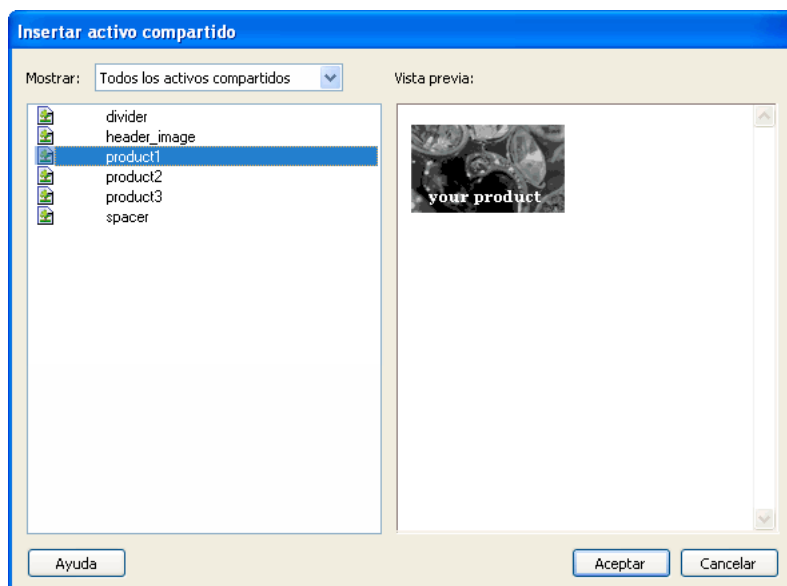 Insertar activo compartido
Mostrar: Todos los activos compartidos Vista previa:
divider
header_image
product1
product2
product3
spacer
your product
Ayuda Aceptar Cancelar